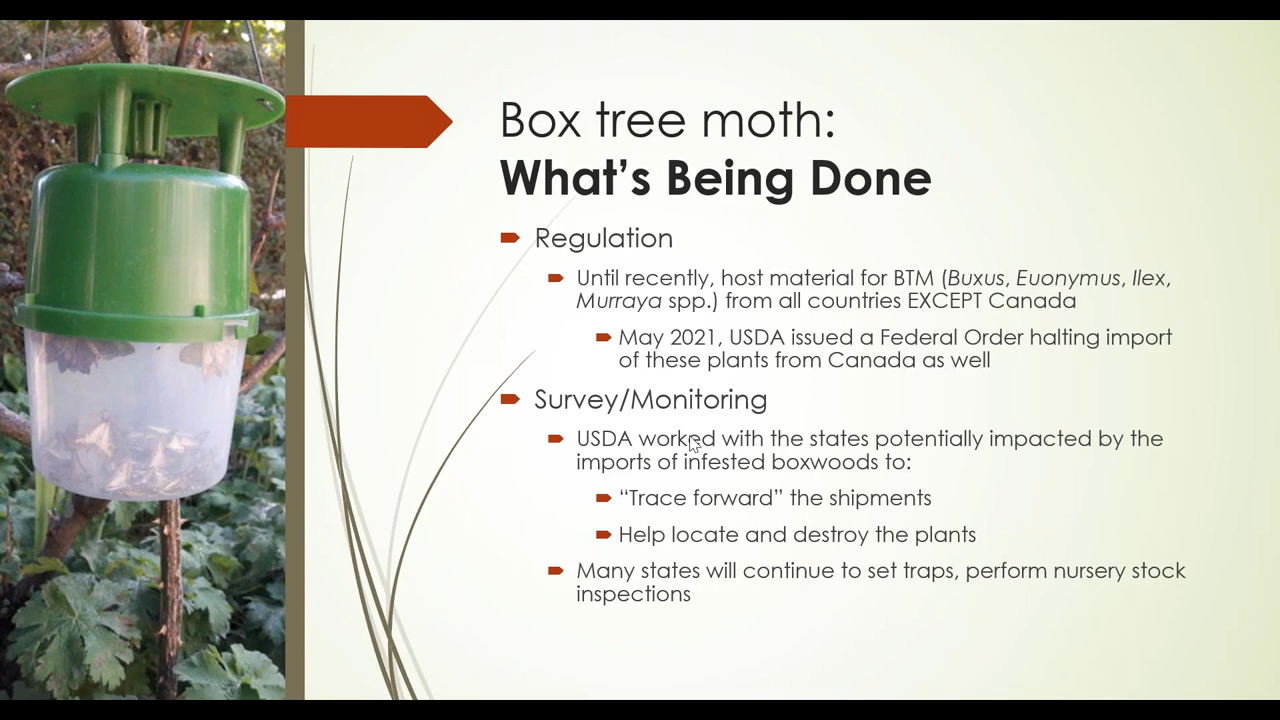 Box tree moth:
What's Being Done
Regulation
Until recently, host material for BTM (Buxus, Euonymus, Ilex,
Murraya spp.) from all countries EXCEPT Canada
May 2021, USDA issued a Federal Order halting import
of these plants from Canada as well
Survey/Monitoring
USDA worked with the states potentially impacted by the
imports of infested boxwoods to:
“Trace forward” the shipments
Help locate and destroy the plants
Many states will continue to set traps, perform nursery stock
inspections